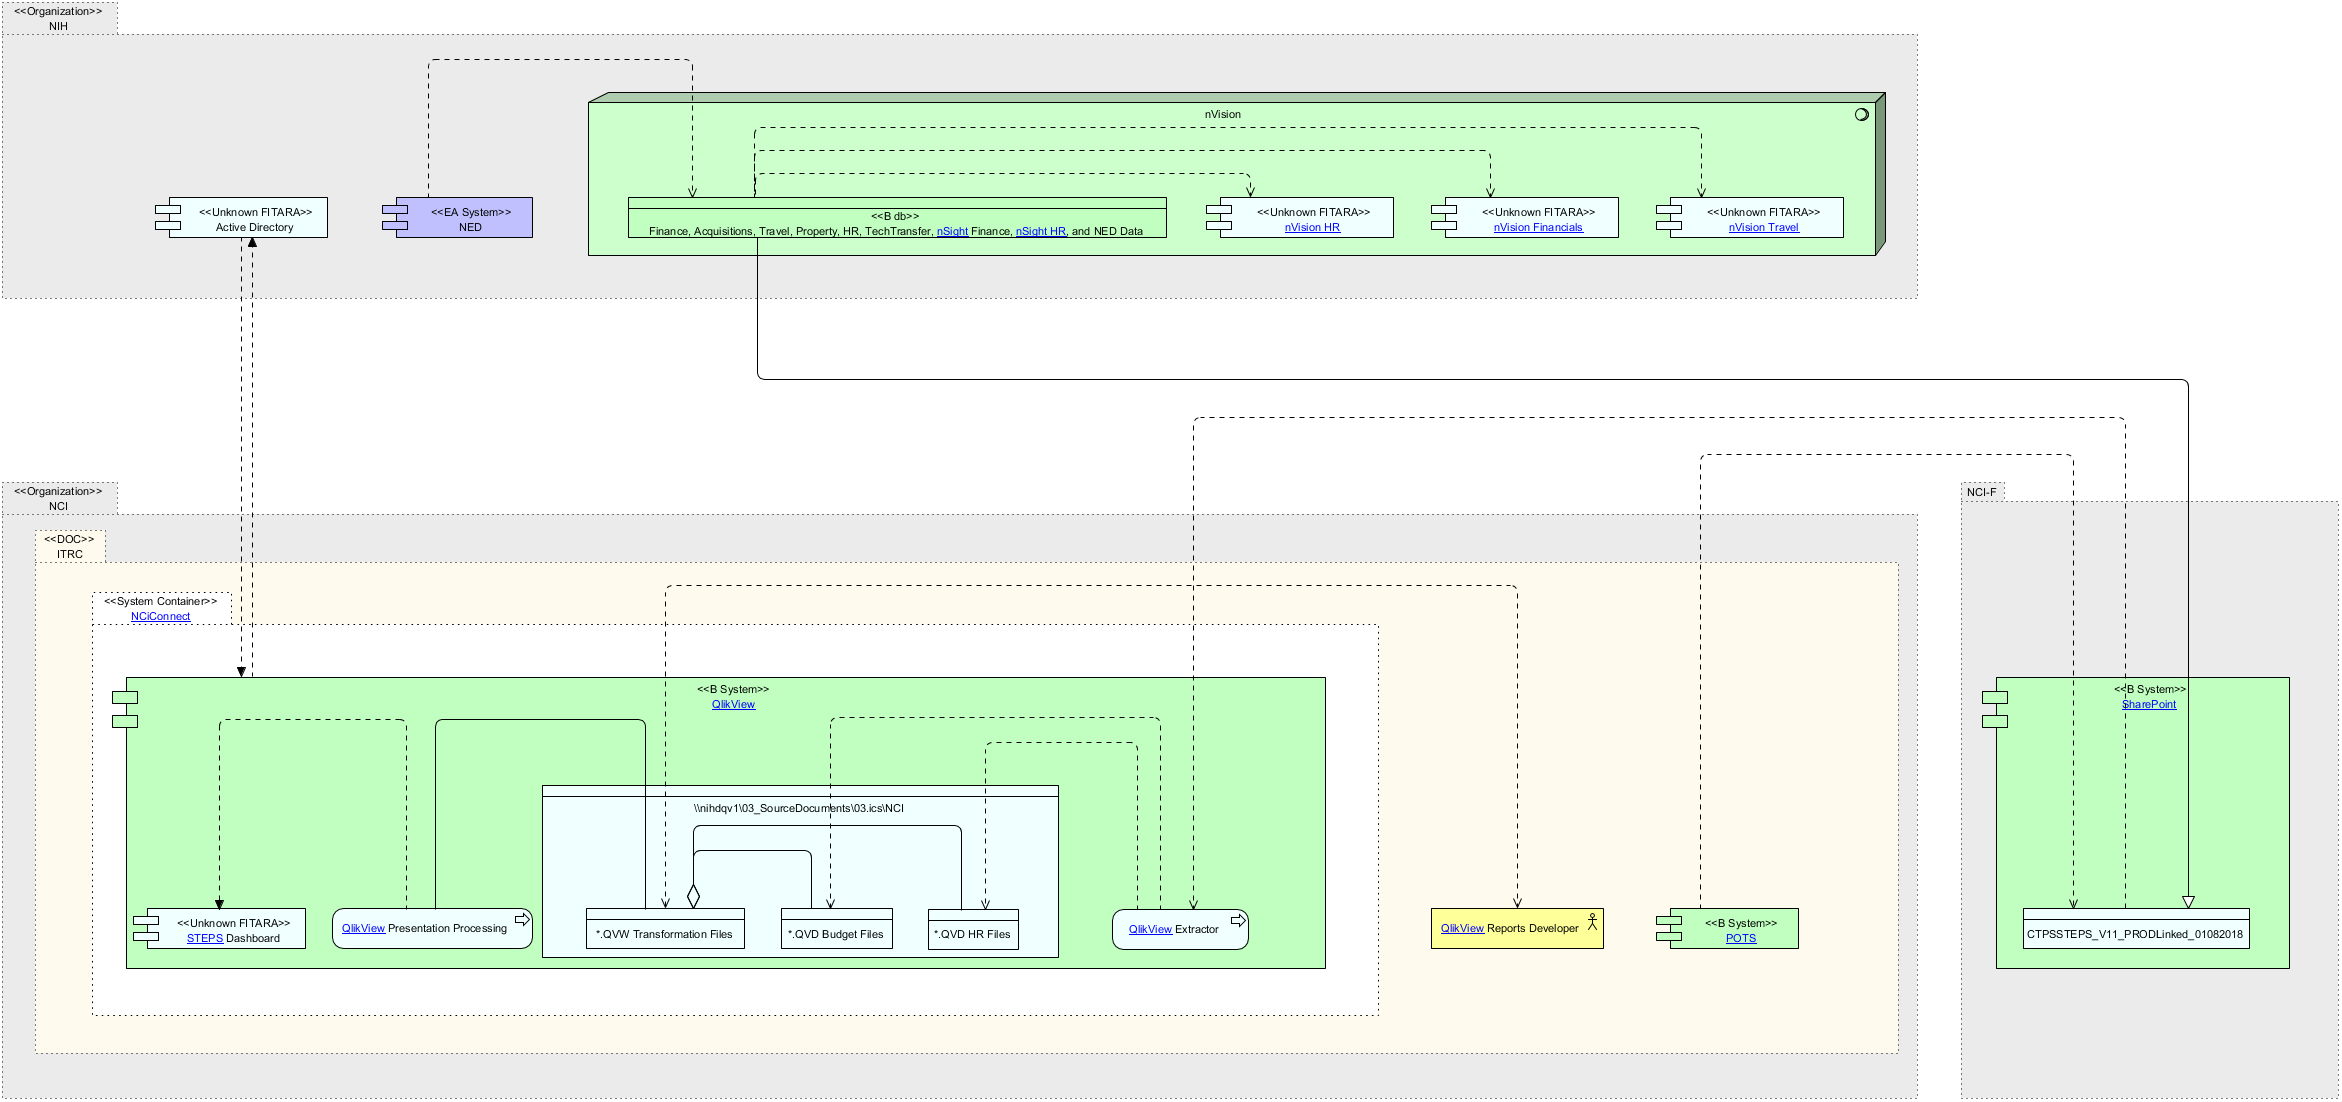 <<Organization>>
NIH
nVision
<<Unknown FITARA>>
Active Directory
<<EA System>>
NED
<<B db>>
Finance, Acquisitions, Travel, Property, HR, TechTransfer, nSight Finance, nSight HR, and NED Data
<<Unknown FITARA>>
nVision HR
<<Unknown FITARA>>
nVision Financials
<<Unknown FITARA>>
nVision Travel
<<Organization>>
NCI
NCI-F
<<DOC>>
ITRC
<<System Container>>
NCiConnect
<<B System>>
QlikView
<<B System>>
SharePoint
\\nihdqv1\03_SourceDocuments\03.ics\NCI
<<Unknown FITARA>>
STEPS Dashboard
QlikView Presentation Processing
*.QVW Transformation Files
*.QVD Budget Files
*.QVD HR Files
QlikView Extractor
QlikView Reports Developer
<<B System>>
POTS
CTPSSTEPS_V11_PRODLinked_01082018